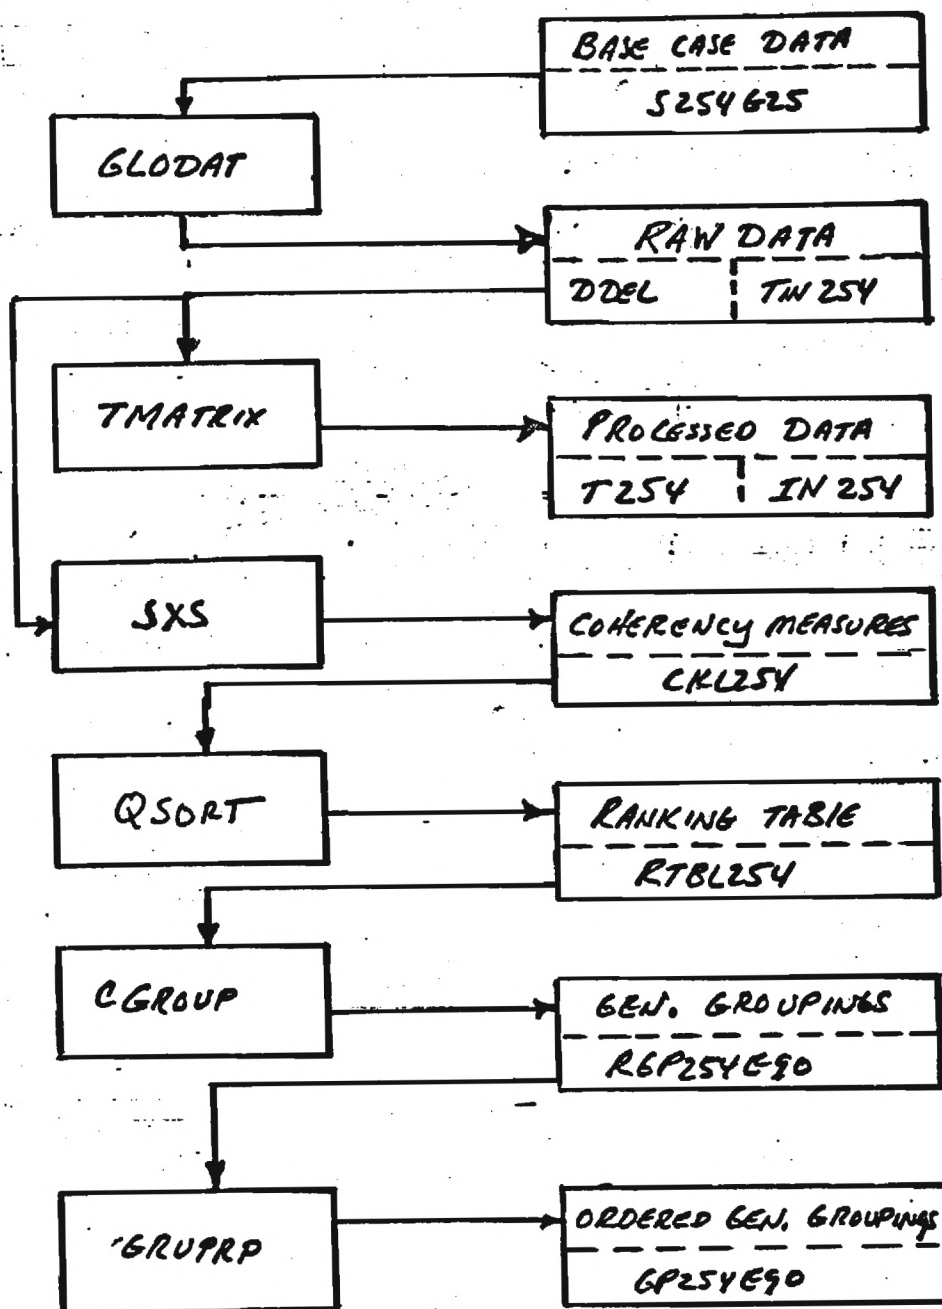 BASE CASE DATA
S254G25
GLODAT
RAW DATA
DDEL TN254
TMATRIX
PROCESSED DATA
T254 IN254
SXS
COHERENCY MEASURES
CKL254
QSORT
RANKING TABLE
RTBL254
CGROUP
GEN. GROUPINGS
RGP254E90
GRUPRP
ORDERED GEN. GROUPINGS
GP254E90